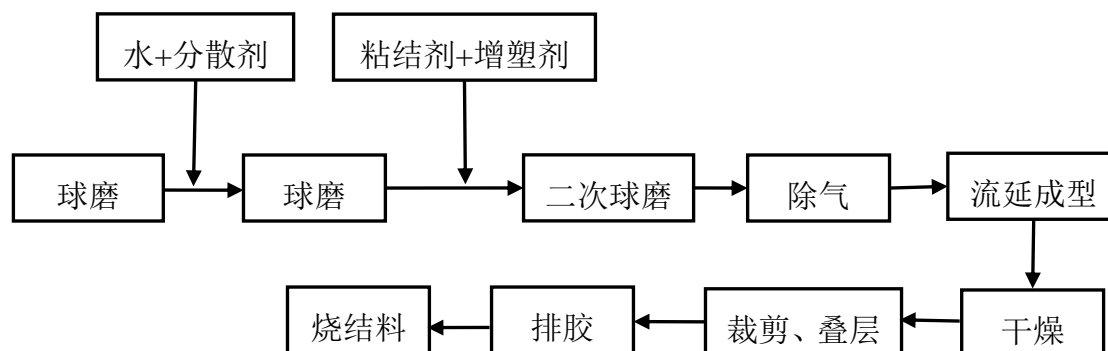 水+分散剂
粘结剂+增塑剂
球磨
球磨
二次球磨
除气
流延成型
烧结料
排胶
裁剪、叠层
干燥